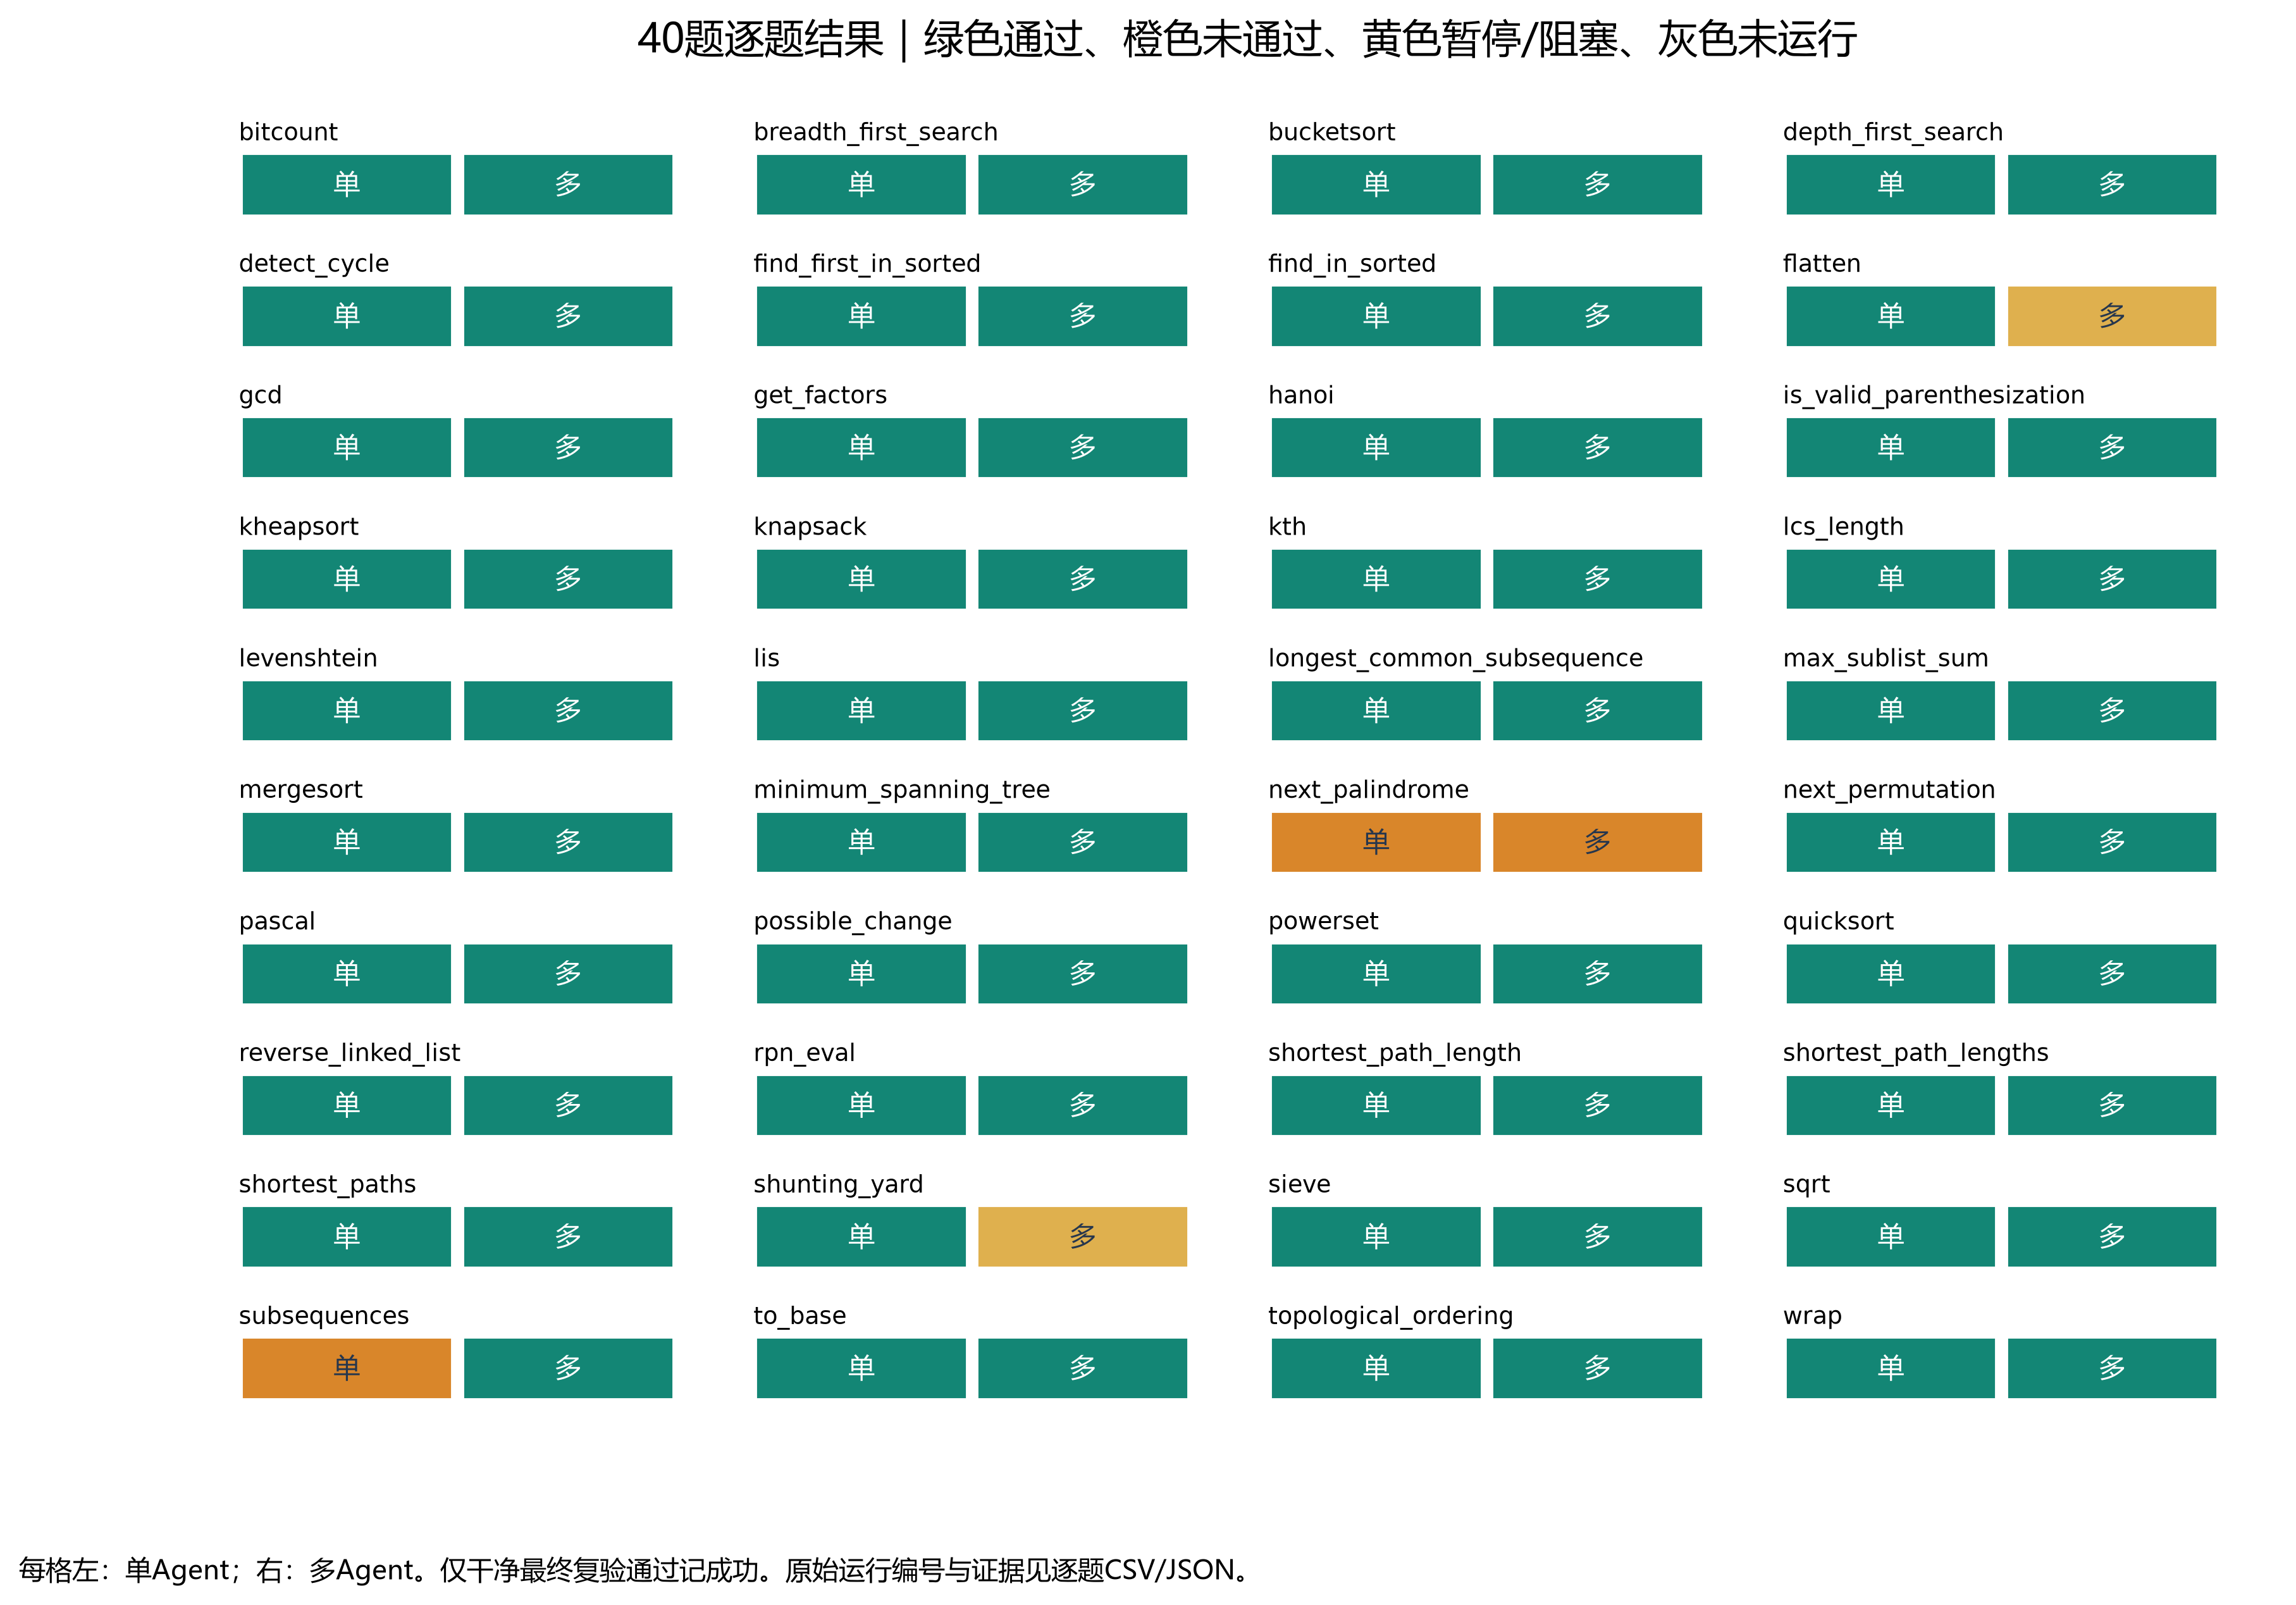 40题逐题结果 | 绿色通过、橙色未通过、黄色暂停/阻塞、灰色未运行
bitcount breadth_first_search bucketsort depth_first_search
单 多 单 多 单 多 单 多
detect_cycle find_first_in_sorted find_in_sorted flatten
单 多 单 多 单 多 单 多
gcd get_factors hanoi is_valid_parenthesization
单 多 单 多 单 多 单 多
kheapsort knapsack kth lcs_length
单 多 单 多 单 多 单 多
levenshtein lis longest_common_subsequence max_sublist_sum
单 多 单 多 单 多 单 多
mergesort minimum_spanning_tree next_palindrome next_permutation
单 多 单 多 单 多 单 多
pascal possible_change powerset quicksort
单 多 单 多 单 多 单 多
reverse_linked_list rpn_eval shortest_path_length shortest_path_lengths
单 多 单 多 单 多 单 多
shortest_paths shunting_yard sieve sqrt
单 多 单 多 单 多 单 多
subsequences to_base topological_ordering wrap
单 多 单 多 单 多 单 多
每格左：单Agent；右：多Agent。仅干净最终复验通过记成功。原始运行编号与证据见逐题CSV/JSON。